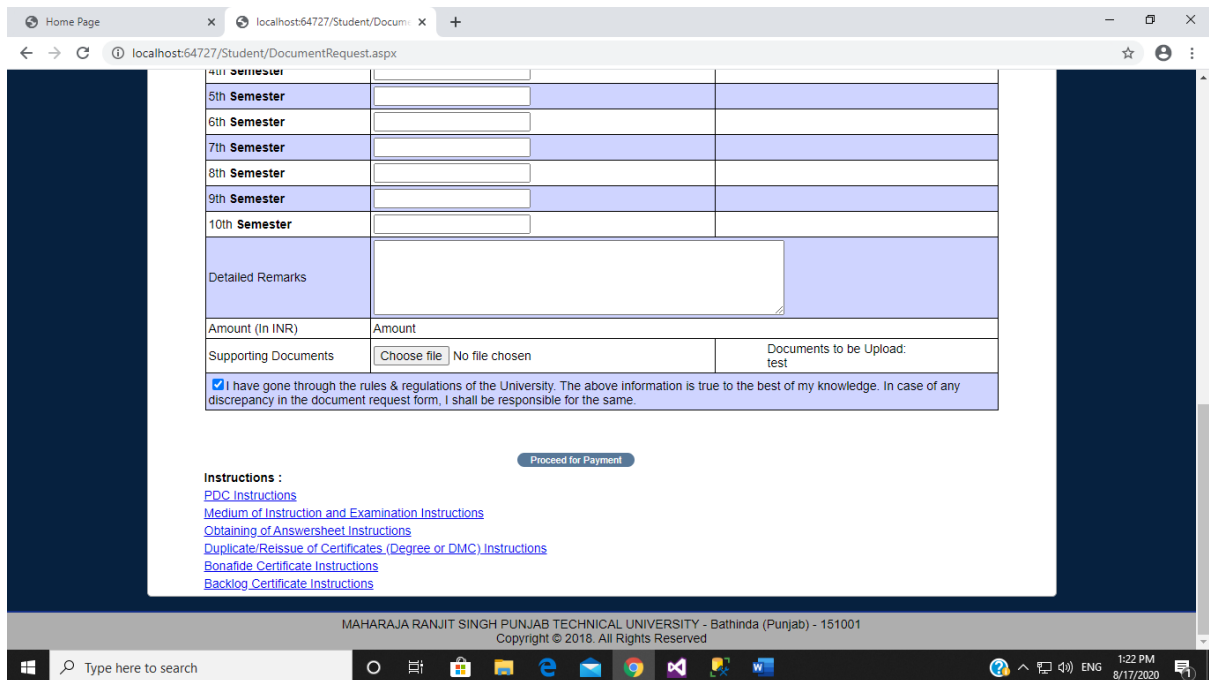 Home Page
localhost:64727/Student/Docume
localhost:64727/Student/DocumentRequest.aspx
4th Semester
5th Semester
6th Semester
7th Semester
8th Semester
9th Semester
10th Semester
Detailed Remarks
Amount (In INR) Amount
Supporting Documents Choose file No file chosen Documents to be Upload:
test
I have gone through the rules & regulations of the University. The above information is true to the best of my knowledge. In case of any
discrepancy in the document request form, I shall be responsible for the same.
Proceed for Payment
Instructions :
PDC Instructions
Medium of Instruction and Examination Instructions
Obtaining of Answersheet Instructions
Duplicate/Reissue of Certificates (Degree or DMC) Instructions
Bonafide Certificate Instructions
Backlog Certificate Instructions
MAHARAJA RANJIT SINGH PUNJAB TECHNICAL UNIVERSITY - Bathinda (Punjab) - 151001
Copyright © 2018. All Rights Reserved
Type here to search
ENG
1:22 PM
8/17/2020